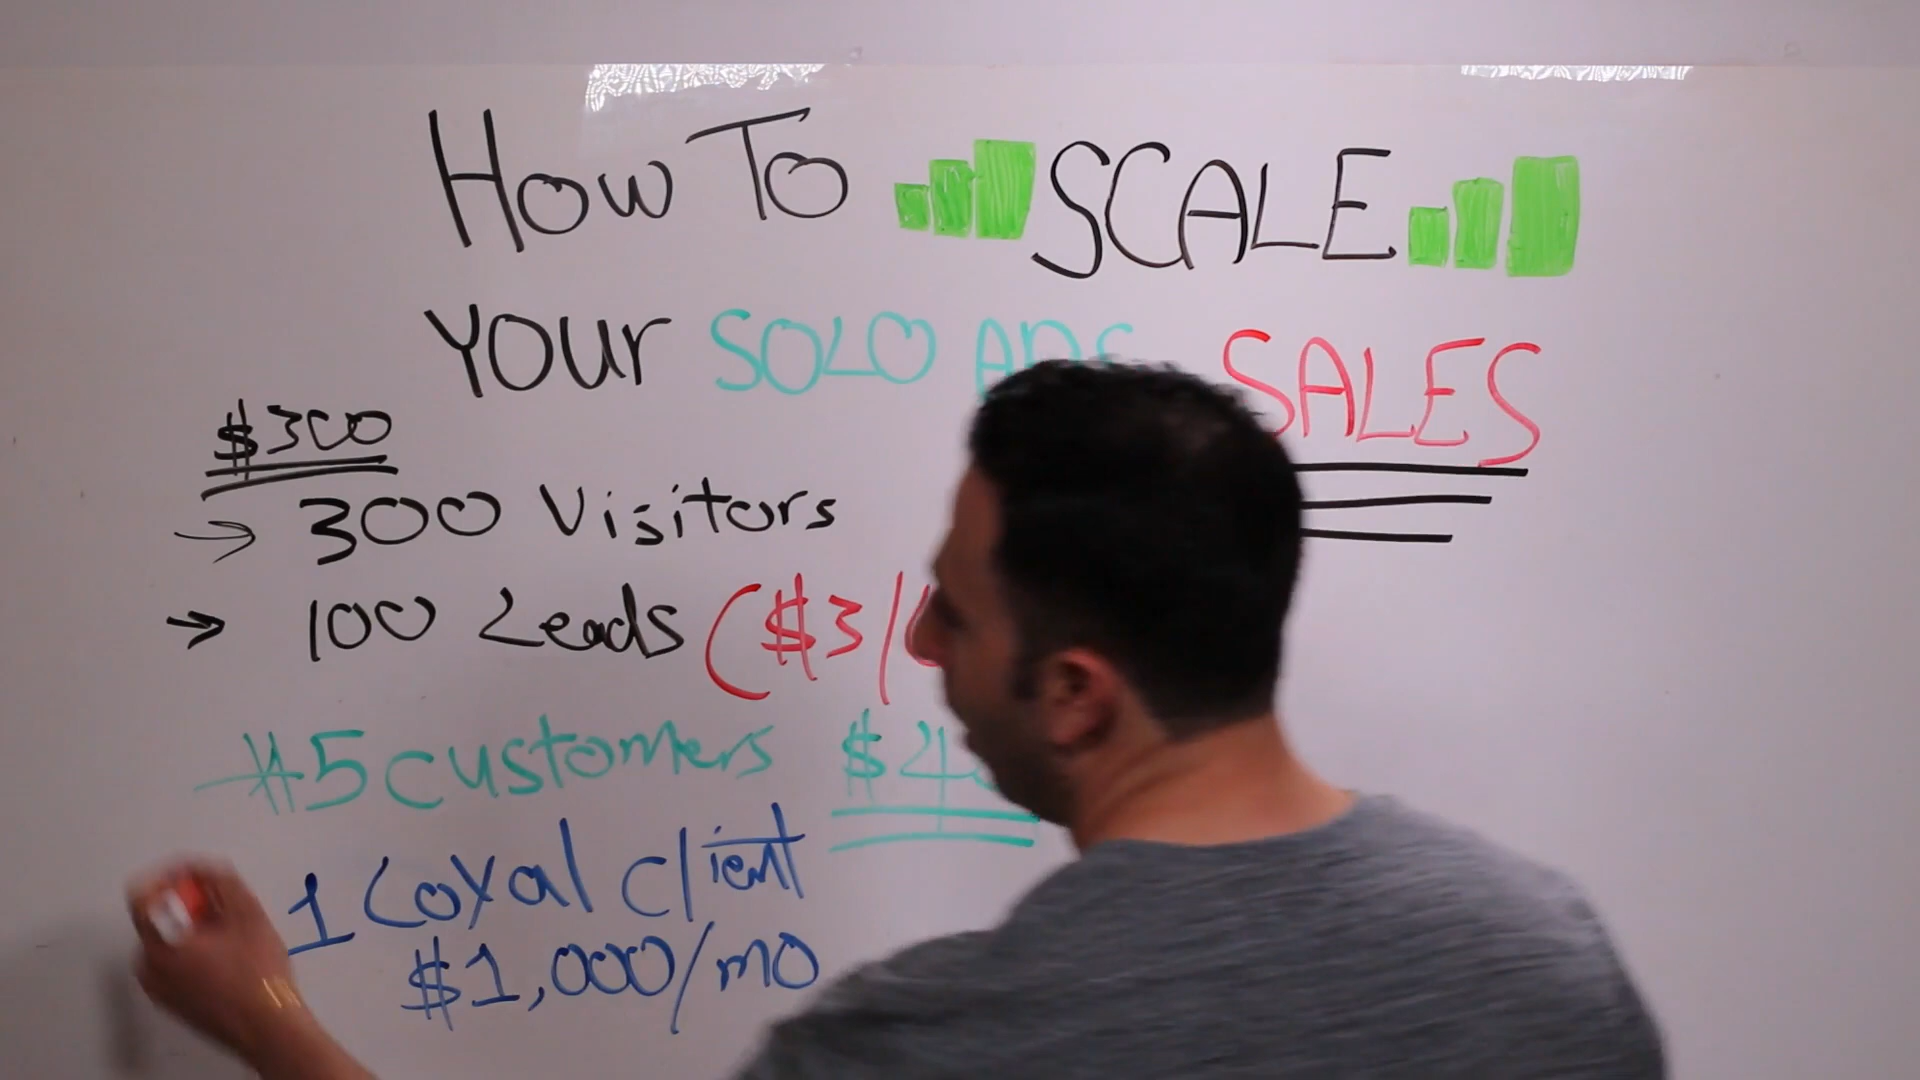 How To SCALE
Your SOLO ADS SALES
$300
→ 300 Visitors
→ 100 Leads ($3/
#5 customers $4
1 Loyal client
$1,000/mo